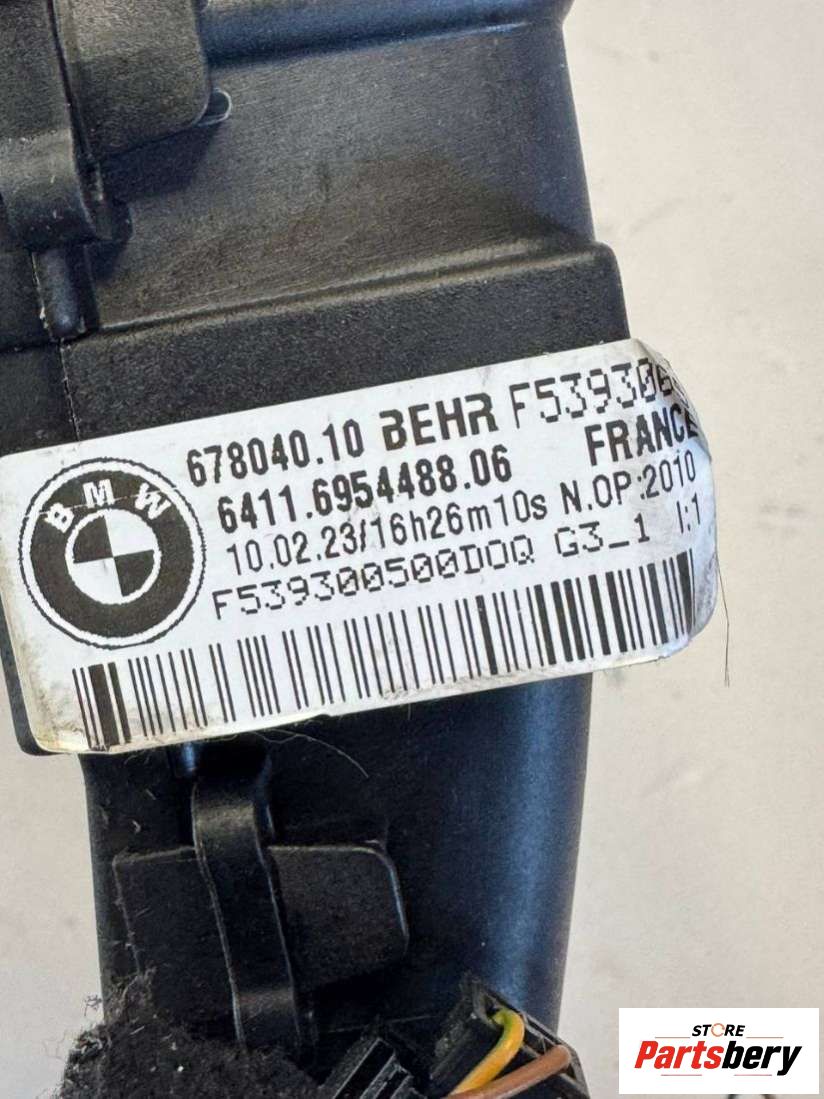 678040.10 BEHR
6411.6954488.06 FRANCE
10.02.23/16h26m10s N.OP:2010
F539300500DOQ G3_1 I:1
BMW
STORE
Partsbery